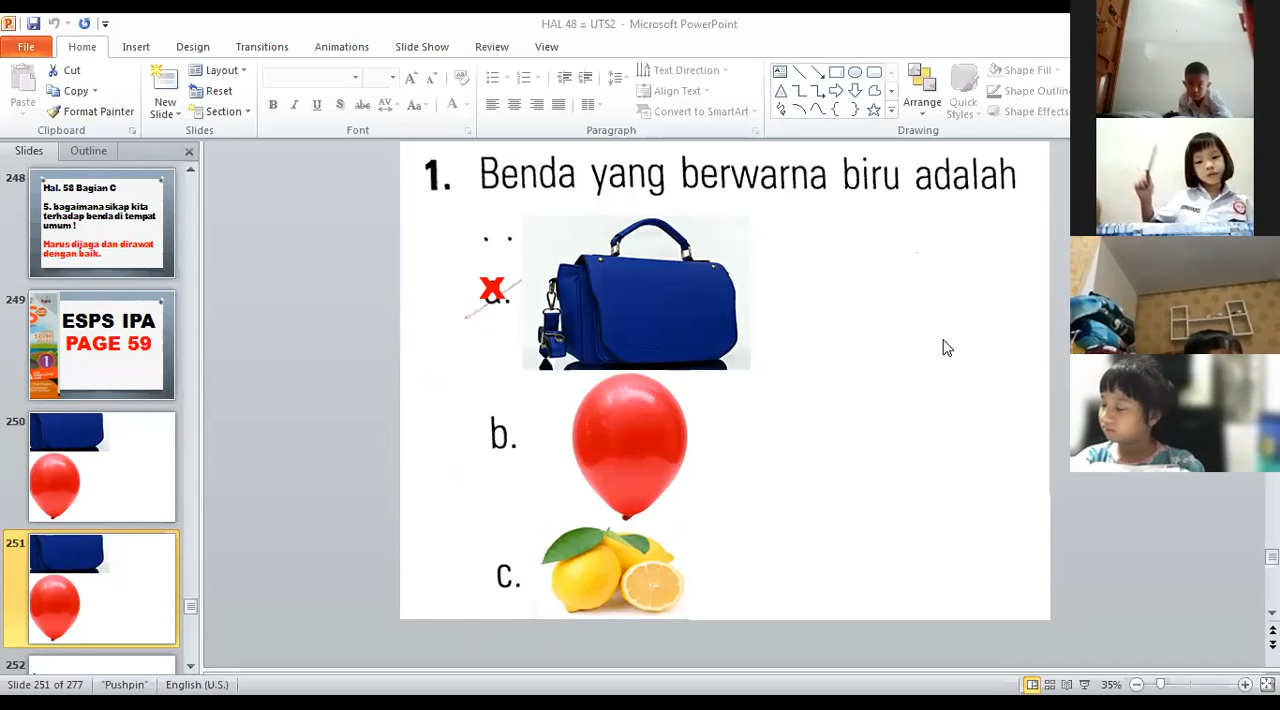 HAL 48 = UTS2 - Microsoft PowerPoint
File Home Insert Design Transitions Animations Slide Show Review View
Paste
Cut
Copy
Format Painter
Clipboard
New Slide
Layout
Reset
Section
Slides
B I U S abc AV Aa A
Font
Paragraph
Text Direction
Align Text
Convert to SmartArt
Arrange
Quick Styles
Shape Fill
Shape Outline
Shape Effects
Drawing
Slides Outline
248
Hal. 58 Bagian C
5. bagaimana sikap kita
terhadap benda di tempat
umum !
Harus dijaga dan dirawat
dengan baik.
249
ESPS IPA
PAGE 59
250
251
252
1. Benda yang berwarna biru adalah
. .
X
a.
b.
c.
Slide 251 of 277 "Pushpin" English (U.S.) 35%